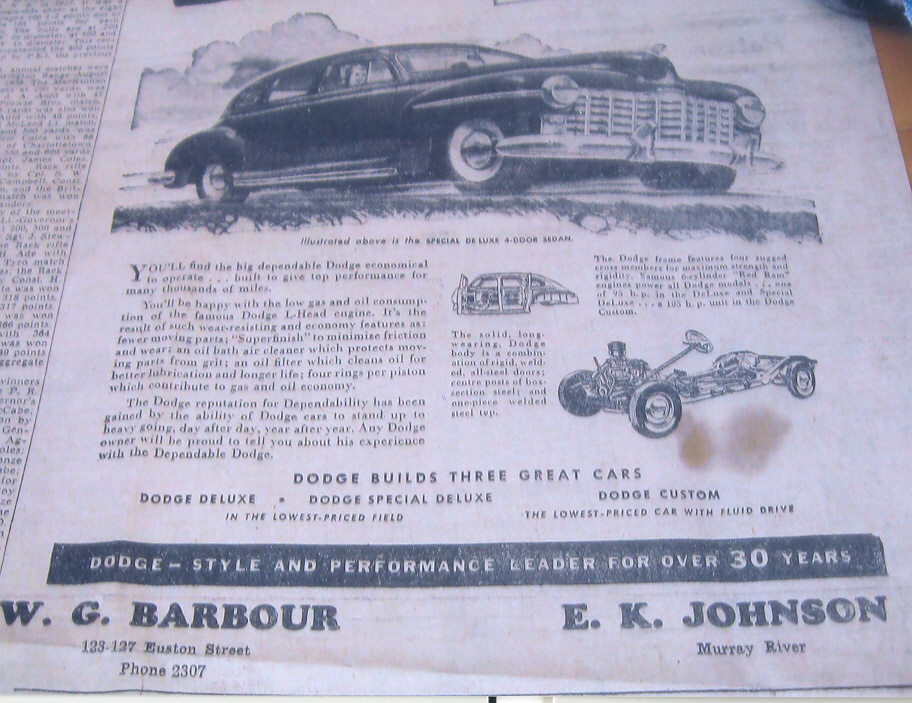 Illustrated above is the SPECIAL DELUXE 4-DOOR SEDAN.
YOU'LL find the big dependable Dodge economical
to operate . . . built to give top performance for
many thousands of miles.
You'll be happy with the low gas and oil consump-
tion of the famous Dodge L-Head engine. It's the
result of such wear-resisting and economy features as:
fewer moving parts; "Superfinish" to minimize friction
and wear; an oil bath air cleaner which protects mov-
ing parts from grit; an oil filter which cleans oil for
better lubrication and longer life; four rings per piston
which contribute to gas and oil economy.
The Dodge reputation for Dependability has been
gained by the ability of Dodge cars to stand up to
heavy going, day after day, year after year. Any Dodge
owner will be proud to tell you about his experience
with the Dependable Dodge.
The solid, long-
wearing, Dodge
body is a combin-
ation of rigid, weld-
ed, all-steel doors;
centre posts of box-
section steel; and
one-piece welded
steel top.
The Dodge frame features four rugged
cross members for maximum strength and
rigidity. Famous 6-cylinder "Red Ram"
engines power all Dodge models . . . one
of h.p. in the DeLuxe and Special
DeLuxe . . . a 105 h.p. unit in the Dodge
Custom.
DODGE BUILDS THREE GREAT CARS
DODGE DELUXE • DODGE SPECIAL DELUXE
IN THE LOWEST-PRICED FIELD
DODGE CUSTOM
THE LOWEST-PRICED CAR WITH FLUID DRIVE
DODGE — STYLE AND PERFORMANCE LEADER FOR OVER 30 YEARS
W. G. BARBOUR
123-127 Euston Street
Phone 2307
E. K. JOHNSON
Murray River